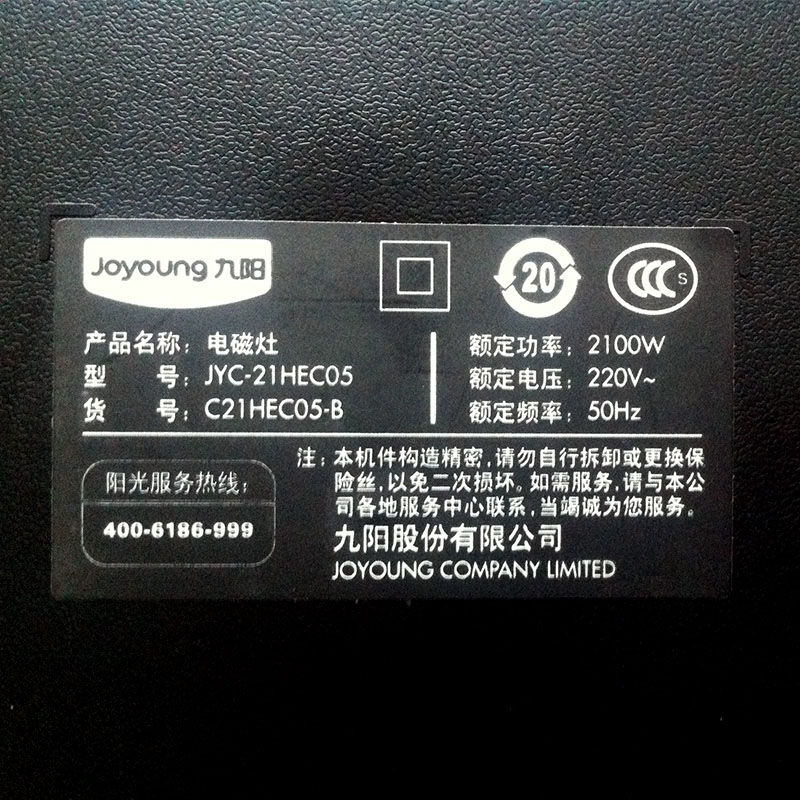 Joyoung 九阳
20
CCC S
产品名称：电磁灶
型 号：JYC-21HEC05
货 号：C21HEC05-B
额定功率：2100W
额定电压：220V~
额定频率：50Hz
阳光服务热线：
400-6186-999
注：本机件构造精密，请勿自行拆卸或更换保
险丝，以免二次损坏。如需服务，请与本公
司各地服务中心联系，当竭诚为您服务。
九阳股份有限公司
JOYOUNG COMPANY LIMITED